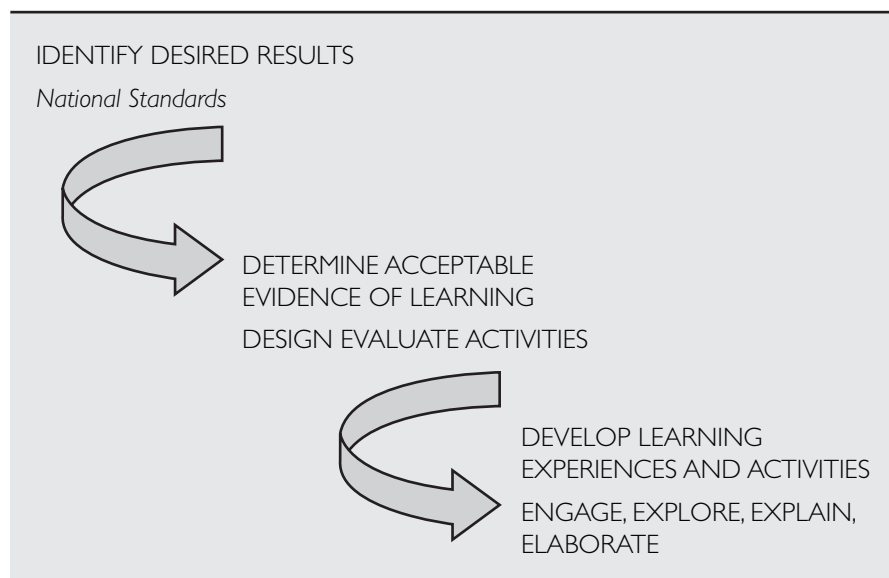 IDENTIFY DESIRED RESULTS
National Standards
DETERMINE ACCEPTABLE
EVIDENCE OF LEARNING
DESIGN EVALUATE ACTIVITIES
DEVELOP LEARNING
EXPERIENCES AND ACTIVITIES
ENGAGE, EXPLORE, EXPLAIN,
ELABORATE